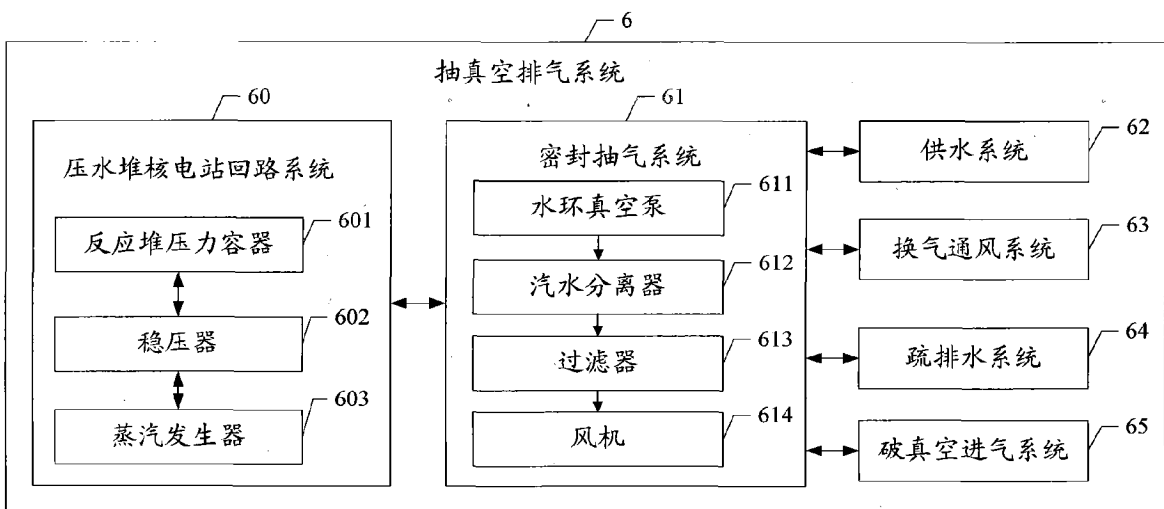 6
抽真空排气系统
60
压水堆核电站回路系统
601
反应堆压力容器
602
稳压器
603
蒸汽发生器
61
密封抽气系统
611
水环真空泵
612
汽水分离器
613
过滤器
614
风机
62
供水系统
63
换气通风系统
64
疏排水系统
65
破真空进气系统